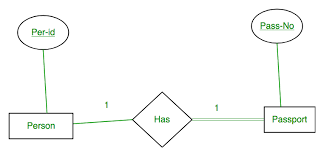 Per-id
Pass-No
1
1
Person
Has
Passport